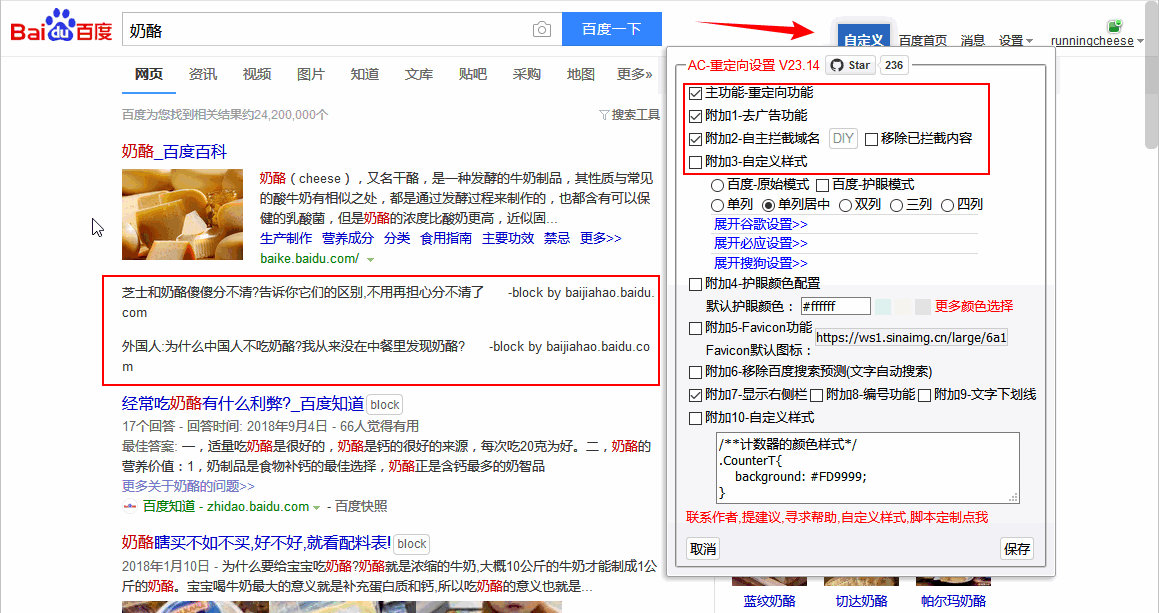 Bai du 百度
奶酪
百度一下
自定义
百度首页 消息 设置 runningcheese
网页 资讯 视频 图片 知道 文库 贴吧 采购 地图 更多»
百度为您找到相关结果约24,200,000个
搜索工具
奶酪_百度百科
奶酪（cheese），又名干酪，是一种发酵的牛奶制品，其性质与常见
的酸牛奶有相似之处，都是通过发酵过程来制作的，也都含有可以保
健的乳酸菌，但是奶酪的浓度比酸奶更高，近似固...
生产制作 营养成分 分类 食用指南 主要功效 禁忌 更多>>
baike.baidu.com/
芝士和奶酪傻傻分不清?告诉你它们的区别,不用再担心分不清了 -block by baijiahao.baidu.
com
外国人:为什么中国人不吃奶酪?我从来没在中餐里发现奶酪? -block by baijiahao.baidu.co
m
经常吃奶酪有什么利弊?_百度知道 block
17个回答 - 回答时间: 2018年9月4日 - 66人觉得有用
最佳答案: 一，适量吃奶酪是很好的，奶酪是钙的很好的来源，每次吃20克为好。二，奶酪的
营养价值：1，奶制品是食物补钙的最佳选择，奶酪正是含钙最多的奶智品
更多关于奶酪的问题>>
百度知道 - zhidao.baidu.com - 百度快照
奶酪瞎买不如不买,好不好,就看配料表! block
2018年1月10日 - 为什么要给宝宝吃奶酪?奶酪就是浓缩的牛奶,大概10公斤的牛奶才能制成1公
斤的奶酪。宝宝喝牛奶最大的意义就是补充蛋白质和钙,所以吃奶酪的意义也就是...
AC-重定向设置 V23.14 Star 236
主功能-重定向功能
附加1-去广告功能
附加2-自主拦截域名 DIY 移除已拦截内容
附加3-自定义样式
百度-原始模式 百度-护眼模式
单列 单列居中 双列 三列 四列
展开谷歌设置>>
展开必应设置>>
展开搜狗设置>>
附加4-护眼颜色配置
默认护眼颜色： #ffffff 更多颜色选择
附加5-Favicon功能
Favicon默认图标： https://ws1.sinaimg.cn/large/6a1
附加6-移除百度搜索预测(文字自动搜索)
附加7-显示右侧栏 附加8-编号功能 附加9-文字下划线
附加10-自定义样式
/**计数器的颜色样式*/
.CounterT{
background: #FD9999;
}
联系作者,提建议,寻求帮助,自定义样式,脚本定制点我
取消 保存
蓝纹奶酪 切达奶酪 帕尔玛奶酪